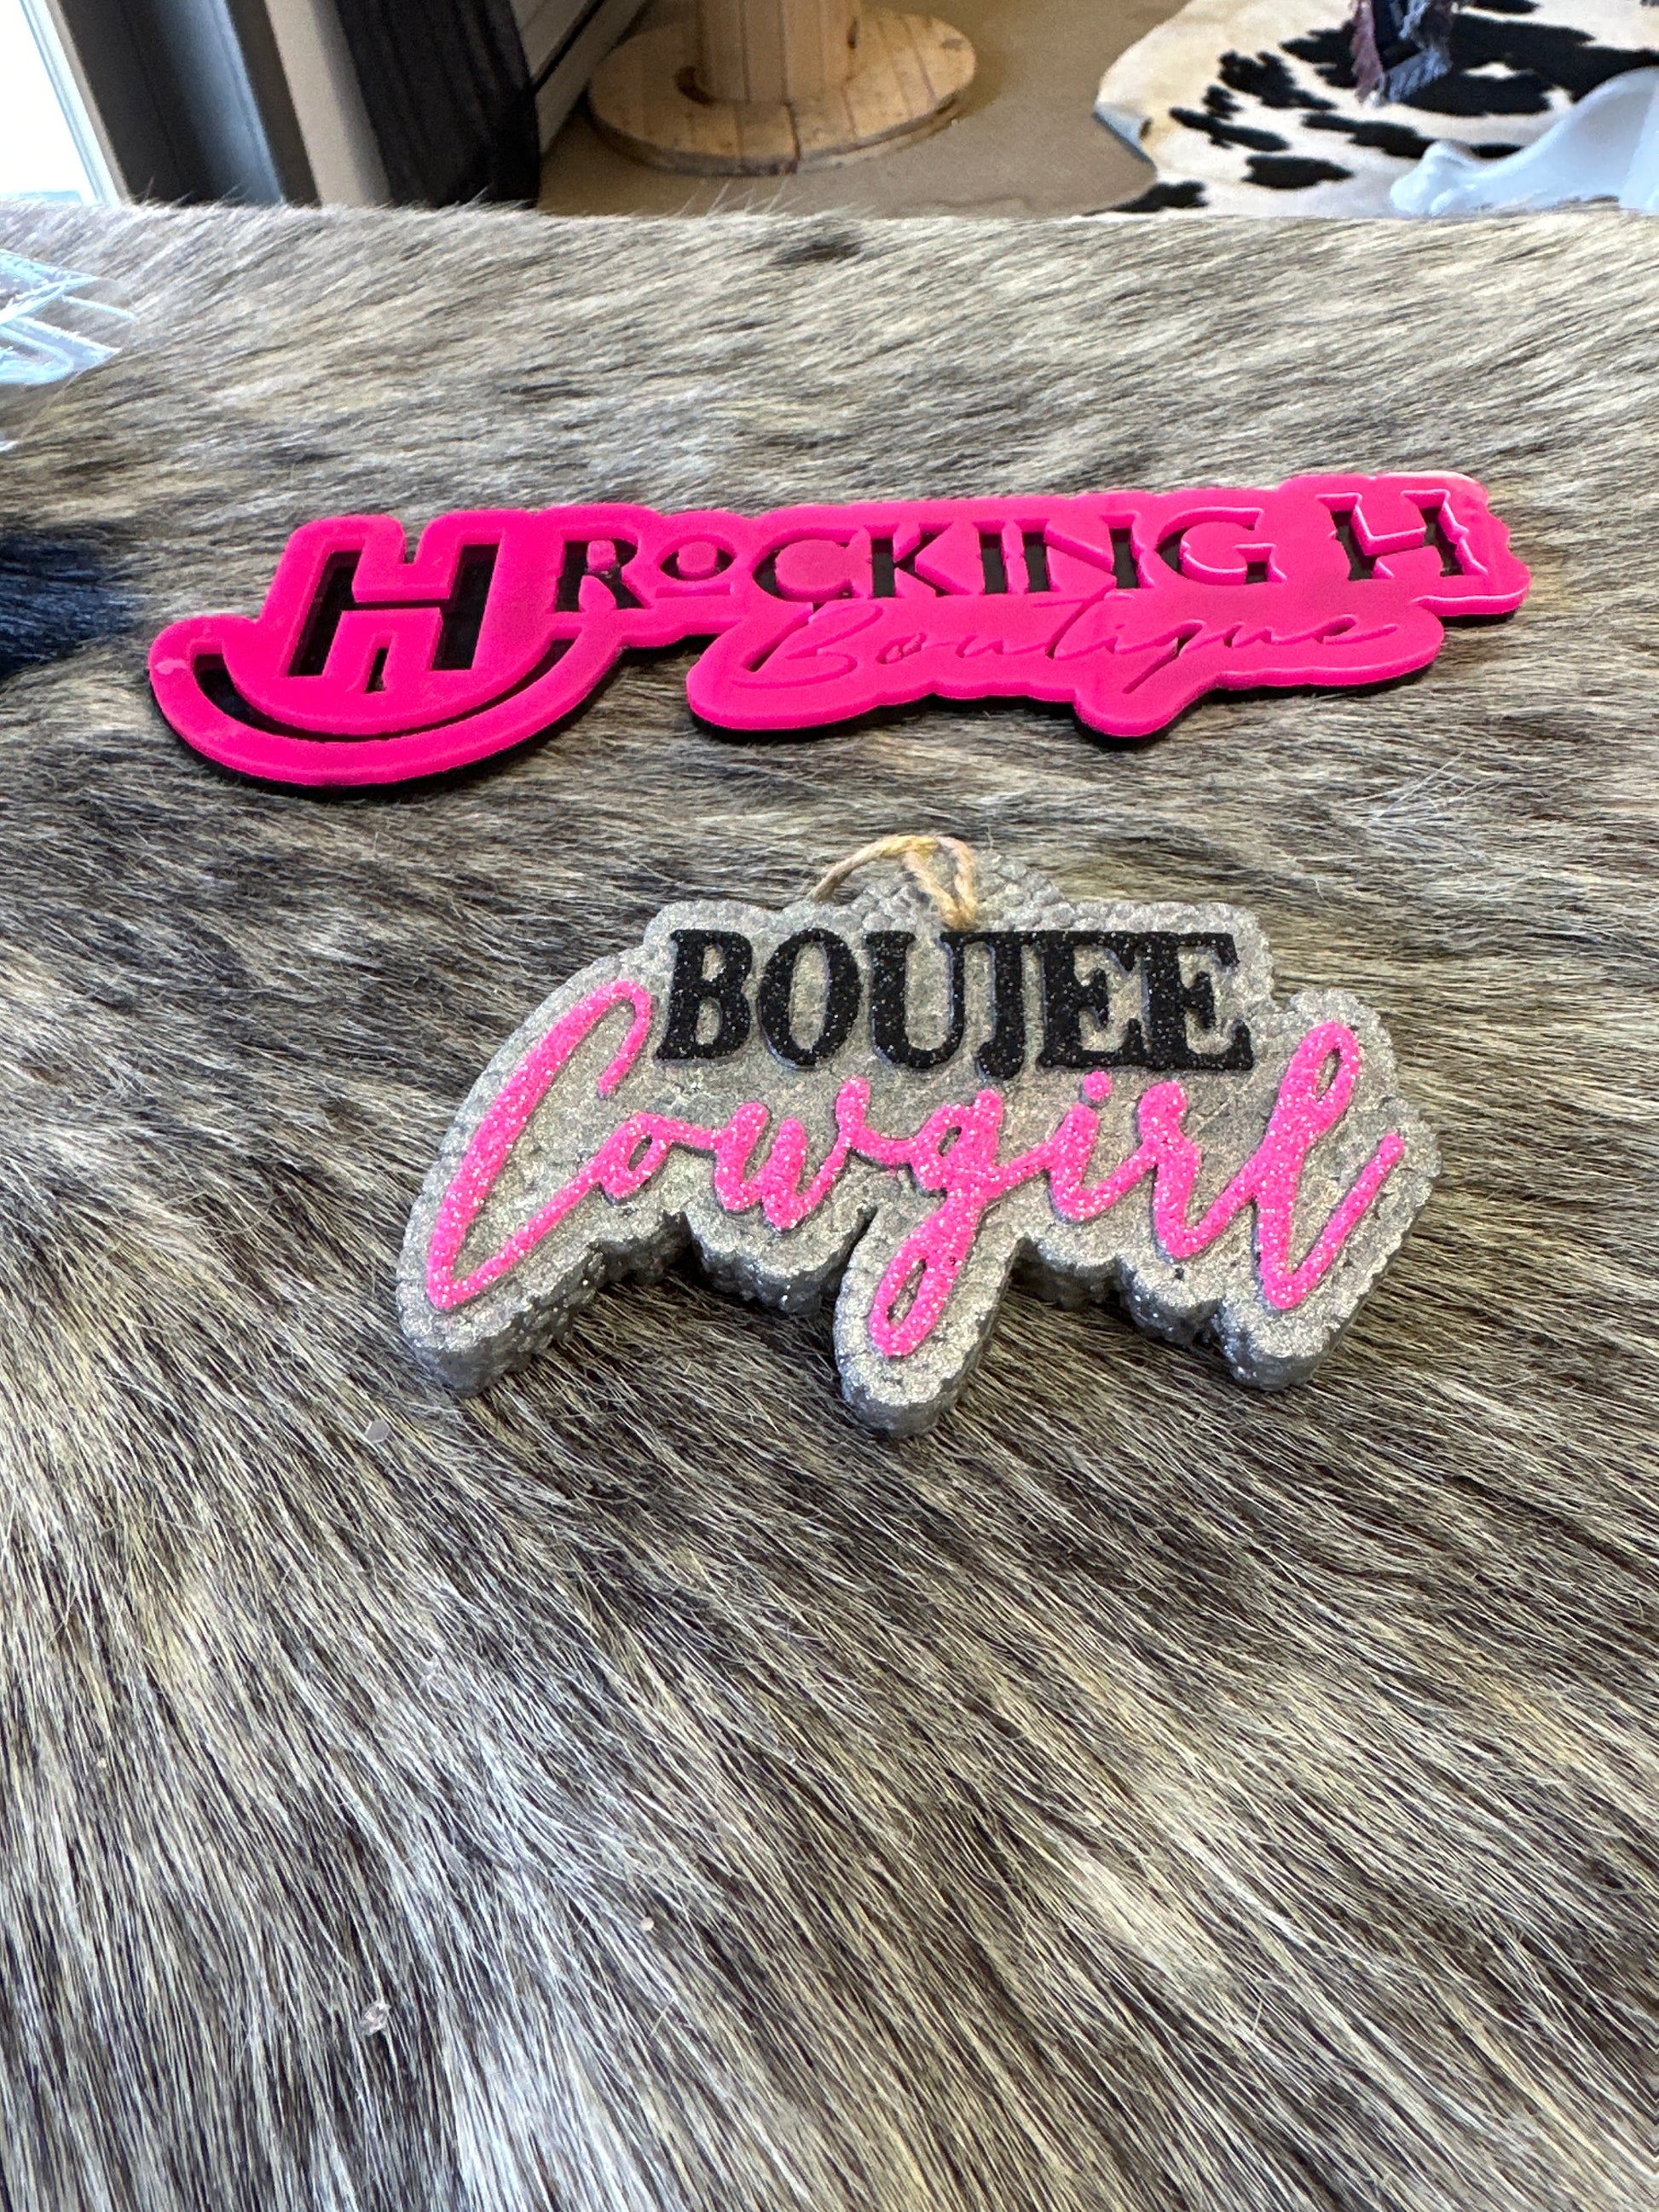 H ROCKING H
Boutique
BOUJEE
Cowgirl